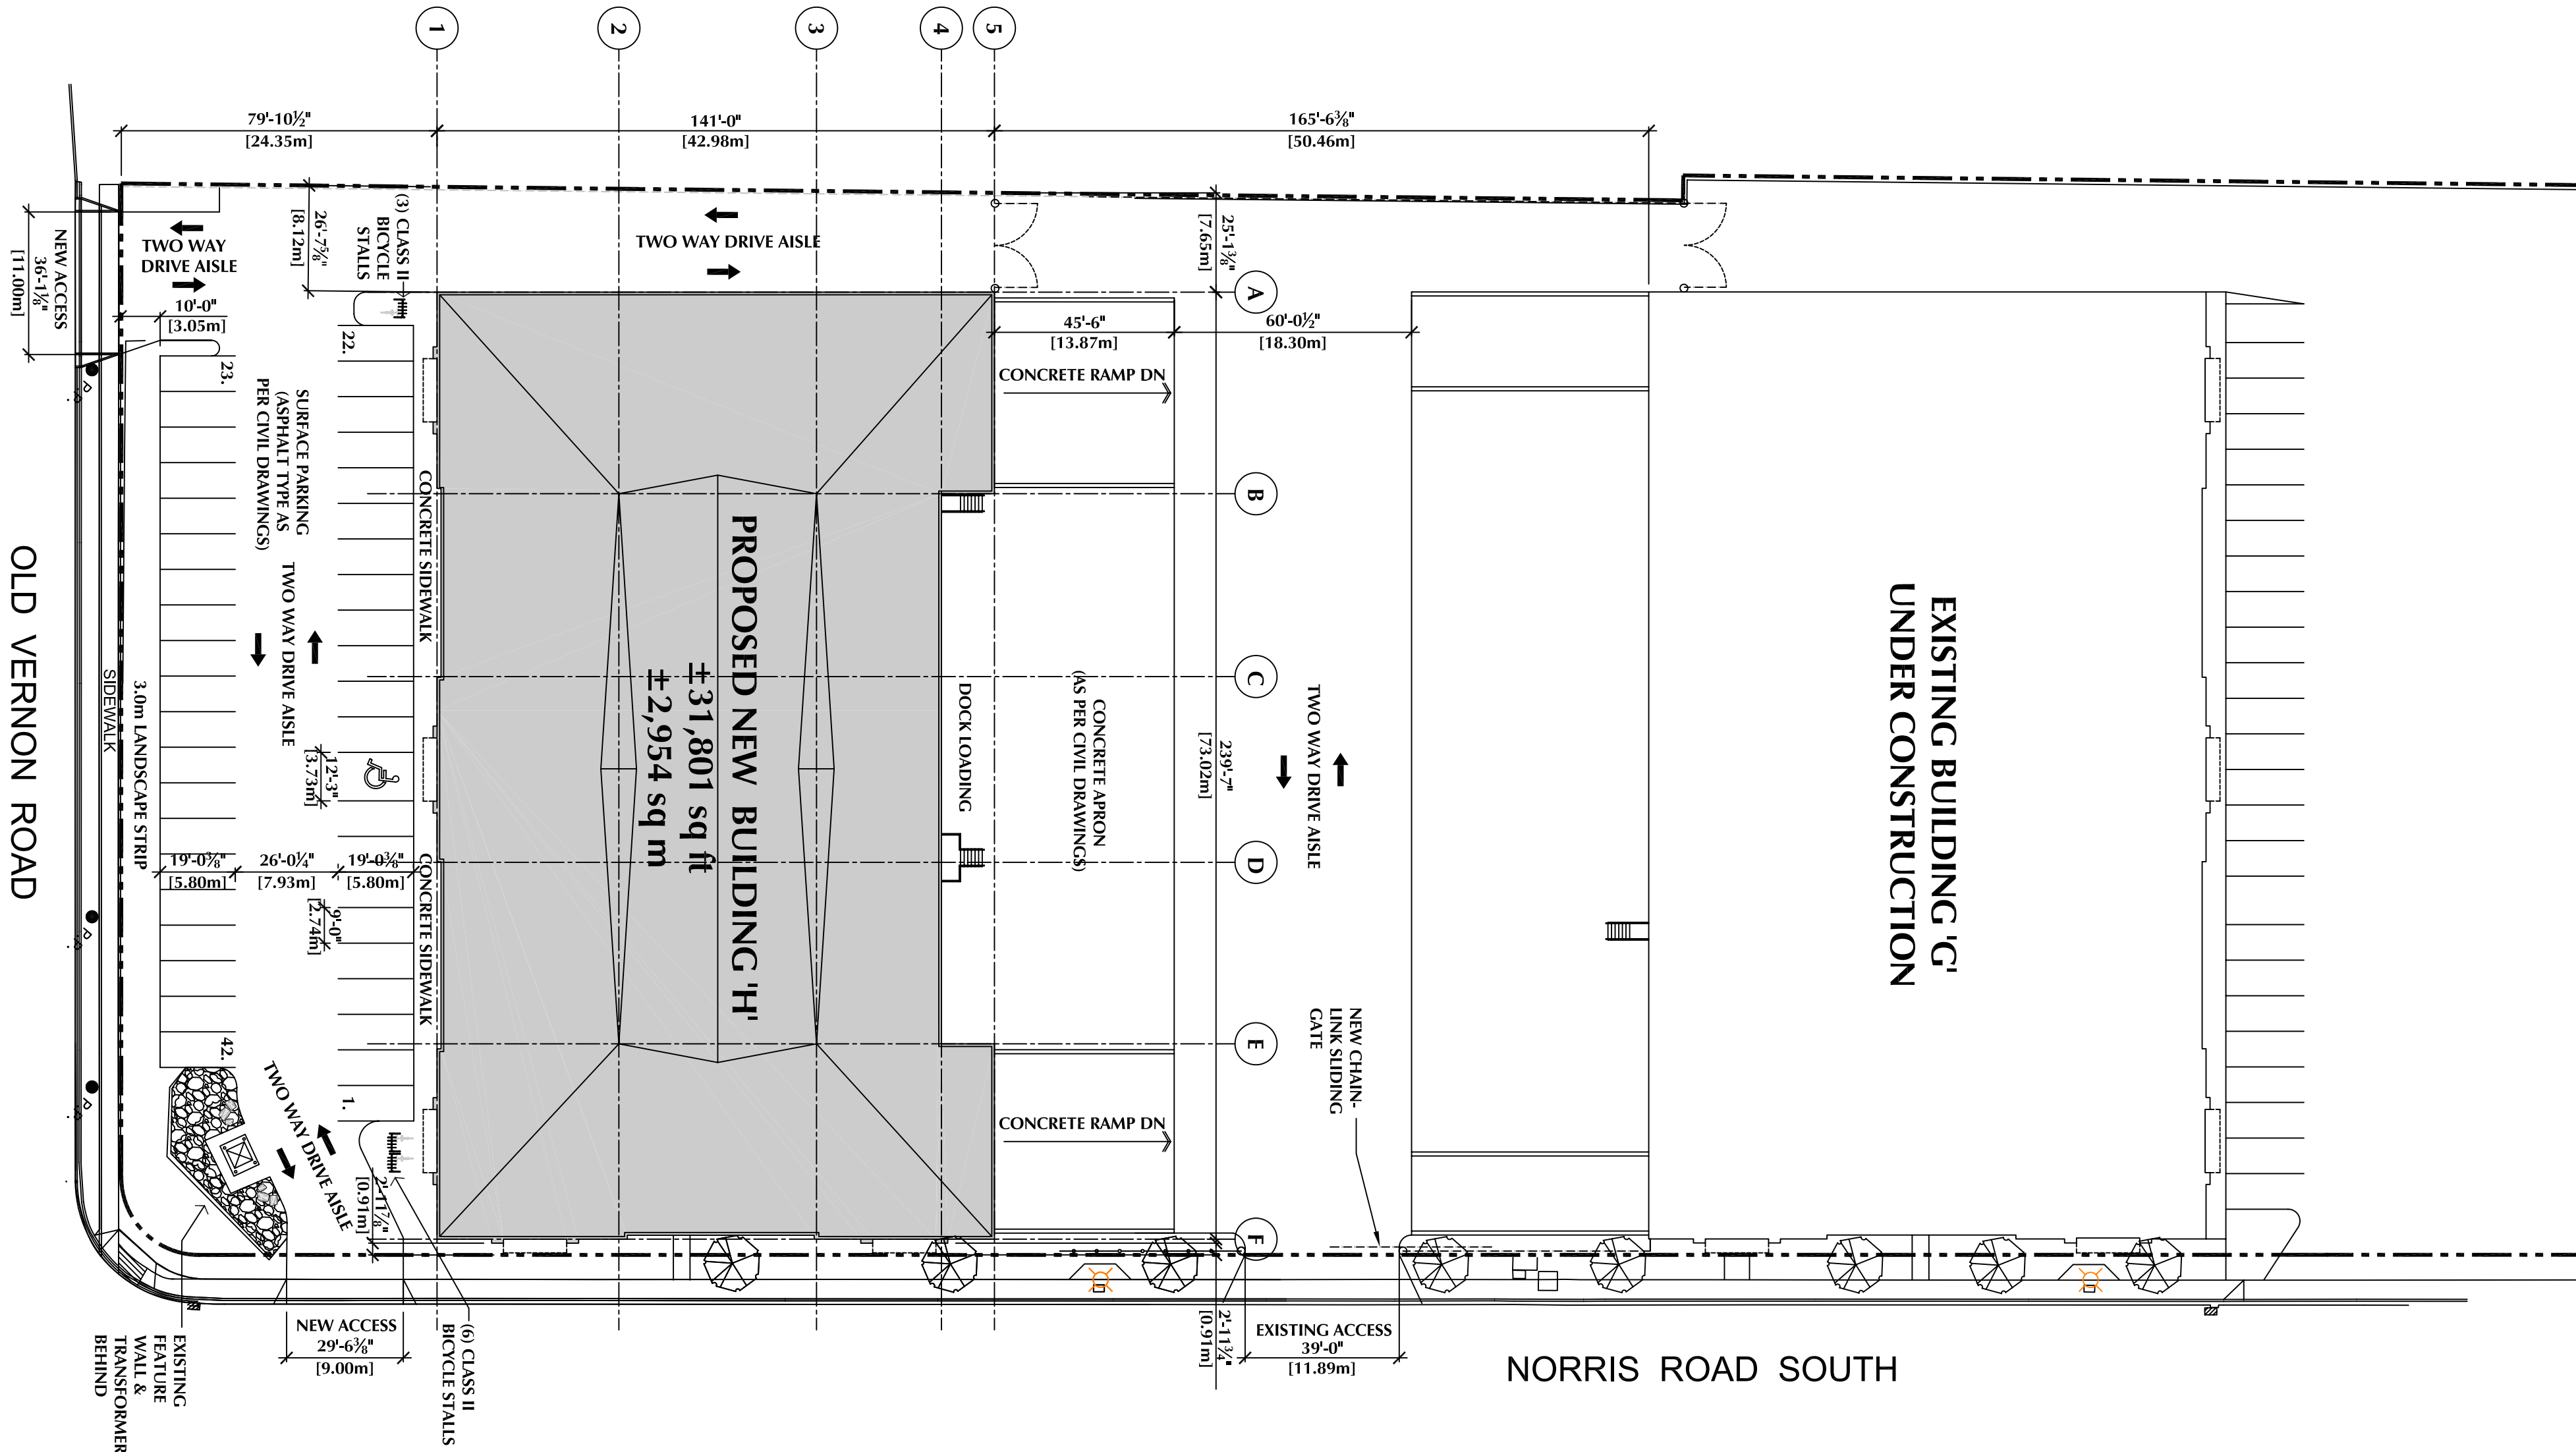 1
2
3
4
5
79'-10½"
[24.35m]
141'-0"
[42.98m]
165'-6⅜"
[50.46m]
NEW ACCESS
36'-1⅛"
[11.00m]
TWO WAY
DRIVE AISLE
10'-0"
[3.05m]
26'-7⅝"
[8.12m]
(3) CLASS II
BICYCLE
STALLS
TWO WAY DRIVE AISLE
25'-1⅜"
[7.65m]
A
B
C
D
E
F
45'-6"
[13.87m]
60'-0½"
[18.30m]
CONCRETE RAMP DN
22.
23.
SURFACE PARKING
(ASPHALT TYPE AS
PER CIVIL DRAWINGS)
TWO WAY DRIVE AISLE
CONCRETE SIDEWALK
PROPOSED NEW BUILDING 'H'
±31,801 sq ft
±2,954 sq m
DOCK LOADING
CONCRETE APRON
(AS PER CIVIL DRAWINGS)
239'-7"
[73.02m]
TWO WAY DRIVE AISLE
EXISTING BUILDING 'G'
UNDER CONSTRUCTION
OLD VERNON ROAD
SIDEWALK
3.0m LANDSCAPE STRIP
12'-3"
[3.73m]
19'-0⅜"
[5.80m]
26'-0¼"
[7.93m]
19'-0⅜"
[5.80m]
9'-0"
[2.74m]
CONCRETE SIDEWALK
42.
1.
TWO WAY DRIVE AISLE
2'-11⅞"
[0.91m]
CONCRETE RAMP DN
NEW CHAIN-
LINK SLIDING
GATE
EXISTING
FEATURE
WALL &
TRANSFORMER
BEHIND
NEW ACCESS
29'-6⅜"
[9.00m]
(6) CLASS II
BICYCLE STALLS
2'-11¾"
[0.91m]
EXISTING ACCESS
39'-0"
[11.89m]
NORRIS ROAD SOUTH